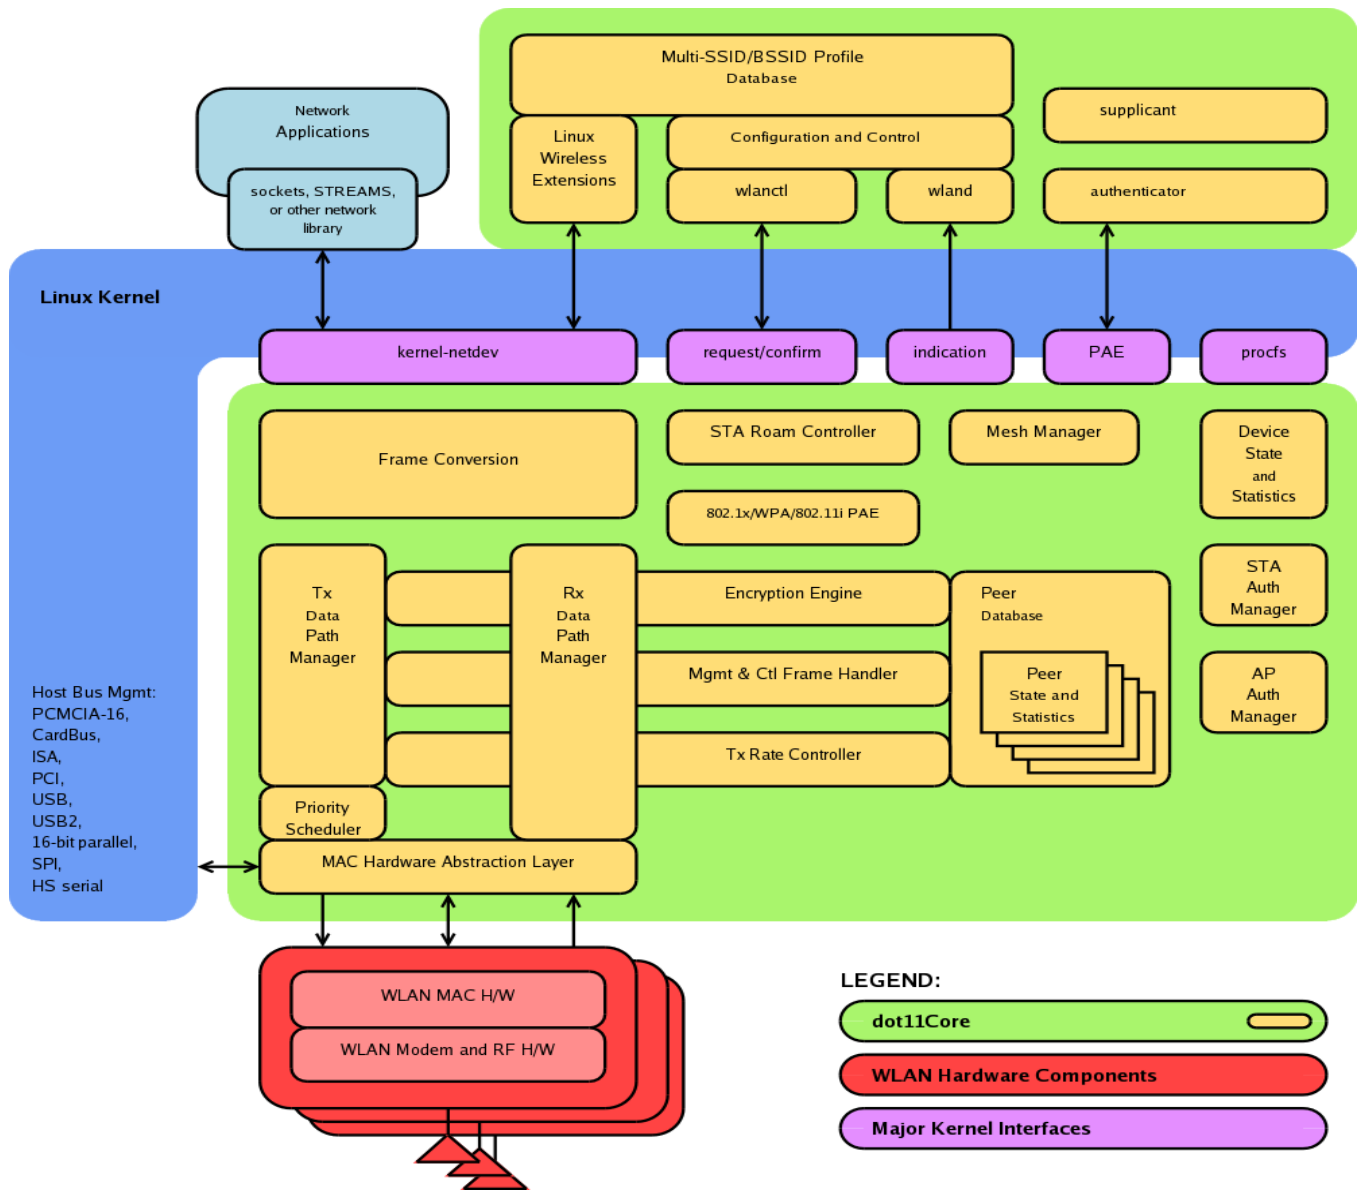 Multi-SSID/BSSID Profile
Database
Network
Applications
sockets, STREAMS,
or other network
library
Linux
Wireless
Extensions
Configuration and Control
wlanctl
wland
supplicant
authenticator
Linux Kernel
kernel-netdev
request/confirm
indication
PAE
procfs
Frame Conversion
STA Roam Controller
Mesh Manager
Device
State
and
Statistics
802.1x/WPA/802.11i PAE
Tx
Data
Path
Manager
Rx
Data
Path
Manager
Encryption Engine
Mgmt & Ctl Frame Handler
Tx Rate Controller
Peer
Database
Peer
State and
Statistics
STA
Auth
Manager
AP
Auth
Manager
Host Bus Mgmt:
PCMCIA-16,
CardBus,
ISA,
PCI,
USB,
USB2,
16-bit parallel,
SPI,
HS serial
Priority
Scheduler
MAC Hardware Abstraction Layer
WLAN MAC H/W
WLAN Modem and RF H/W
LEGEND:
dot11Core
WLAN Hardware Components
Major Kernel Interfaces